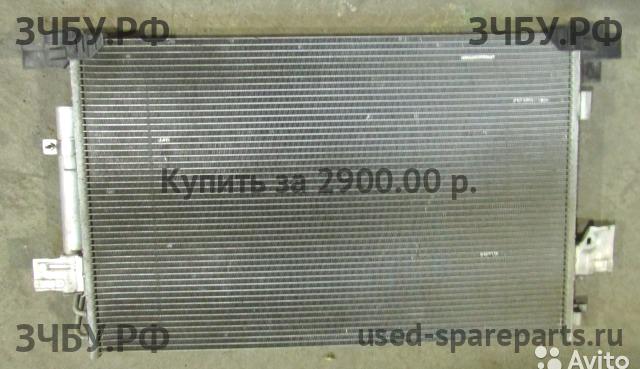 ЗЧБУ.РФ
ЗЧБУ.РФ
Купить за 2900.00 р.
ЗЧБУ.РФ
used-spareparts.ru
Avito